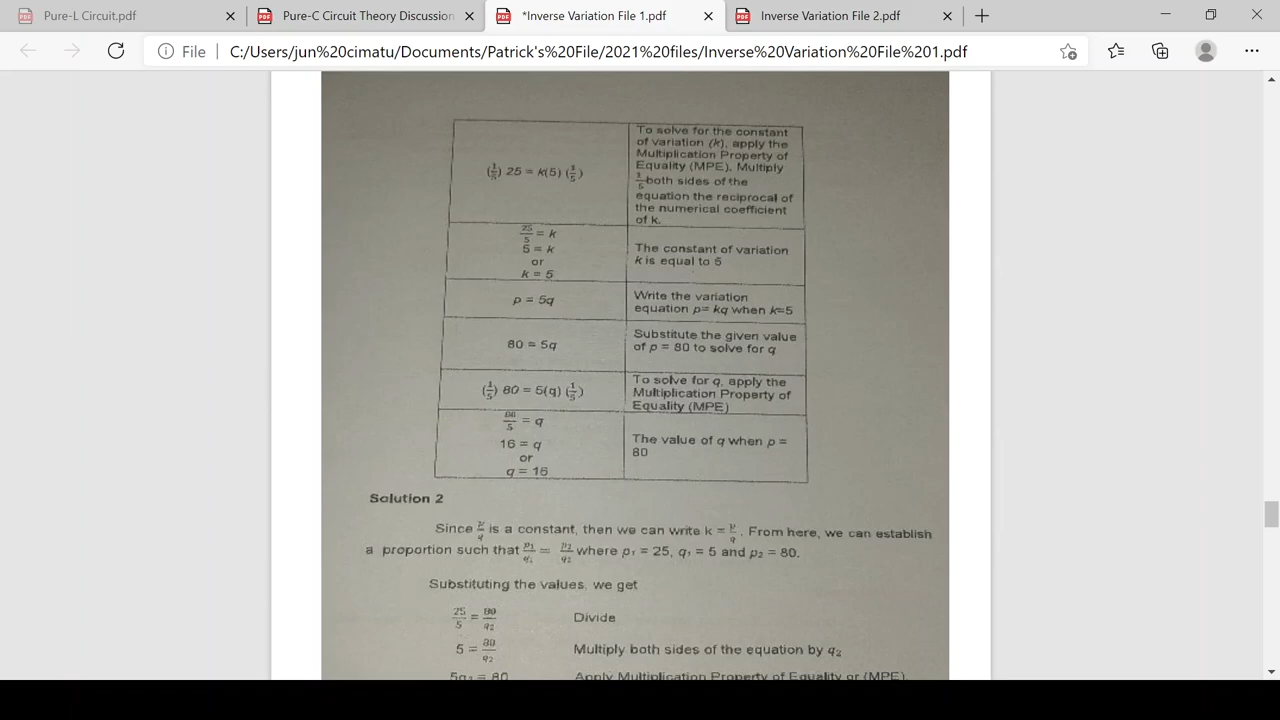 Pure-L Circuit.pdf
Pure-C Circuit Theory Discussion
*Inverse Variation File 1.pdf
Inverse Variation File 2.pdf
File
C:/Users/jun%20cimatu/Documents/Patrick's%20File/2021%20files/Inverse%20Variation%20File%201.pdf
(1/5) 25 = k(5) (1/5)
To solve for the constant
of variation (k), apply the
Multiplication Property of
Equality (MPE). Multiply
1/5 both sides of the
equation the reciprocal of
the numerical coefficient
of k.
25/5 = k
5 = k
or
k = 5
The constant of variation
k is equal to 5
p = 5q
Write the variation
equation p= kq when k=5
80 = 5q
Substitute the given value
of p = 80 to solve for q
(1/5) 80 = 5(q) (1/5)
To solve for q, apply the
Multiplication Property of
Equality (MPE)
80/5 = q
16 = q
or
q = 16
The value of q when p =
80
Solution 2
Since p/q is a constant, then we can write k = p/q. From here, we can establish
a proportion such that p₁/q₁ = p₂/q₂ where p₁ = 25, q₁ = 5 and p₂ = 80.
Substituting the values, we get
25/5 = 80/q₂ Divide
5 = 80/q₂ Multiply both sides of the equation by q₂
5q₂ = 80 Apply Multiplication Property of Equality or (MPE).